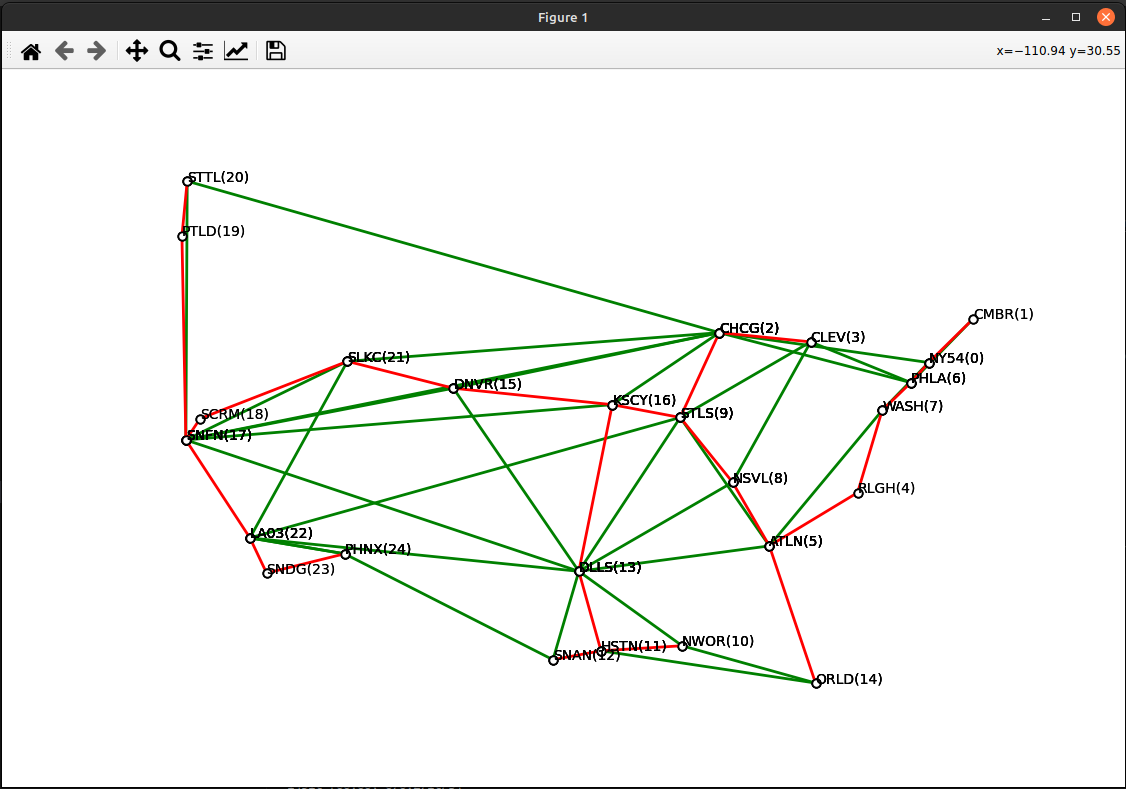 Figure 1
x=−110.94 y=30.55
STTL(20)
PTLD(19)
CMBR(1)
CHCG(2)
CLEV(3)
SLKC(21)
NY54(0)
PHLA(6)
DNVR(15)
KSCY(16)
WASH(7)
SCRM(18)
STLS(9)
SNFN(17)
NSVL(8)
RLGH(4)
LA03(22)
ATLN(5)
PHNX(24)
SNDG(23)
DLLS(13)
NWOR(10)
HSTN(11)
SNAN(12)
ORLD(14)